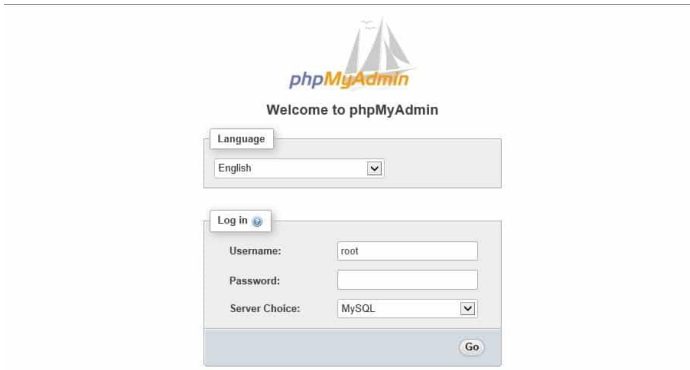 phpMyAdmin
Welcome to phpMyAdmin
Language
English
Log in
Username:
root
Password:
Server Choice:
MySQL
Go